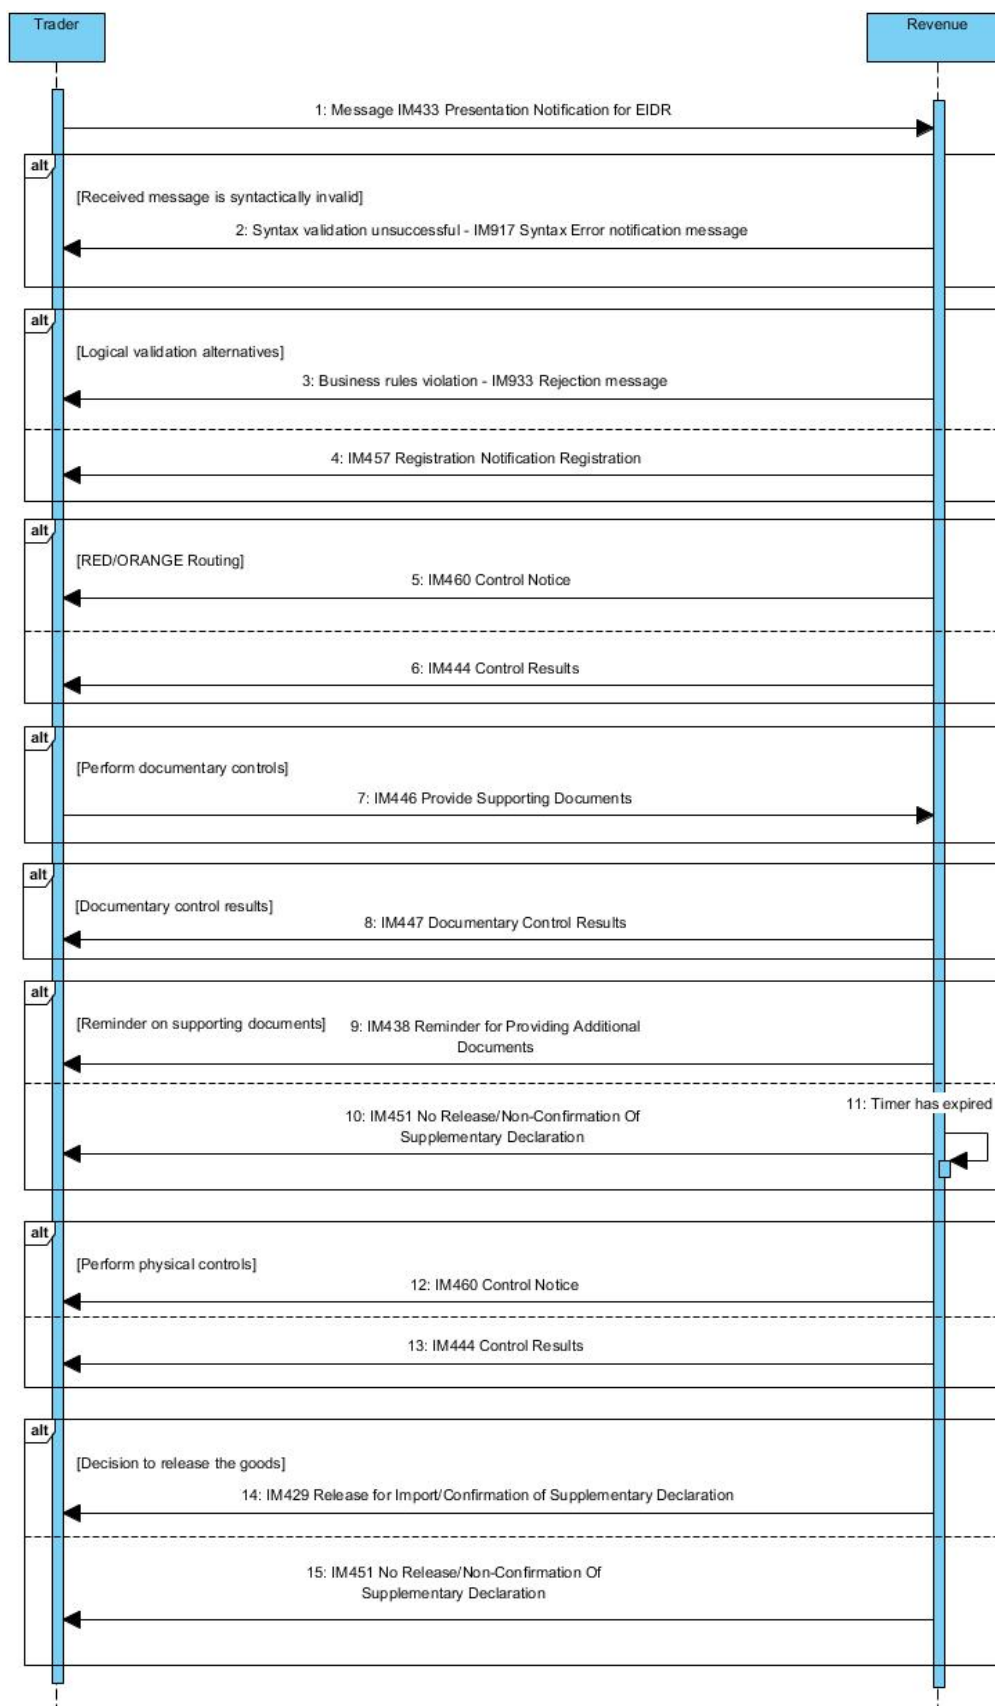 Trader
Revenue
1: Message IM433 Presentation Notification for EIDR
alt
[Received message is syntactically invalid]
2: Syntax validation unsuccessful - IM917 Syntax Error notification message
alt
[Logical validation alternatives]
3: Business rules violation - IM933 Rejection message
4: IM457 Registration Notification Registration
alt
[RED/ORANGE Routing]
5: IM460 Control Notice
6: IM444 Control Results
alt
[Perform documentary controls]
7: IM446 Provide Supporting Documents
alt
[Documentary control results]
8: IM447 Documentary Control Results
alt
[Reminder on supporting documents]
9: IM438 Reminder for Providing Additional
Documents
11: Timer has expired
10: IM451 No Release/Non-Confirmation Of
Supplementary Declaration
alt
[Perform physical controls]
12: IM460 Control Notice
13: IM444 Control Results
alt
[Decision to release the goods]
14: IM429 Release for Import/Confirmation of Supplementary Declaration
15: IM451 No Release/Non-Confirmation Of
Supplementary Declaration